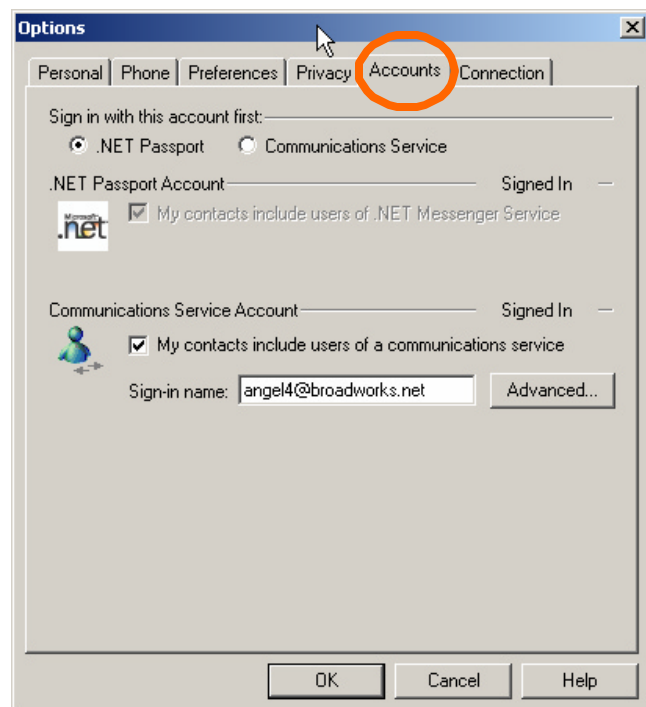 Options
Personal Phone Preferences Privacy Accounts Connection
Sign in with this account first:
.NET Passport Communications Service
.NET Passport Account Signed In
Microsoft .net My contacts include users of .NET Messenger Service
Communications Service Account Signed In
My contacts include users of a communications service
Sign-in name: angel4@broadworks.net Advanced...
OK Cancel Help